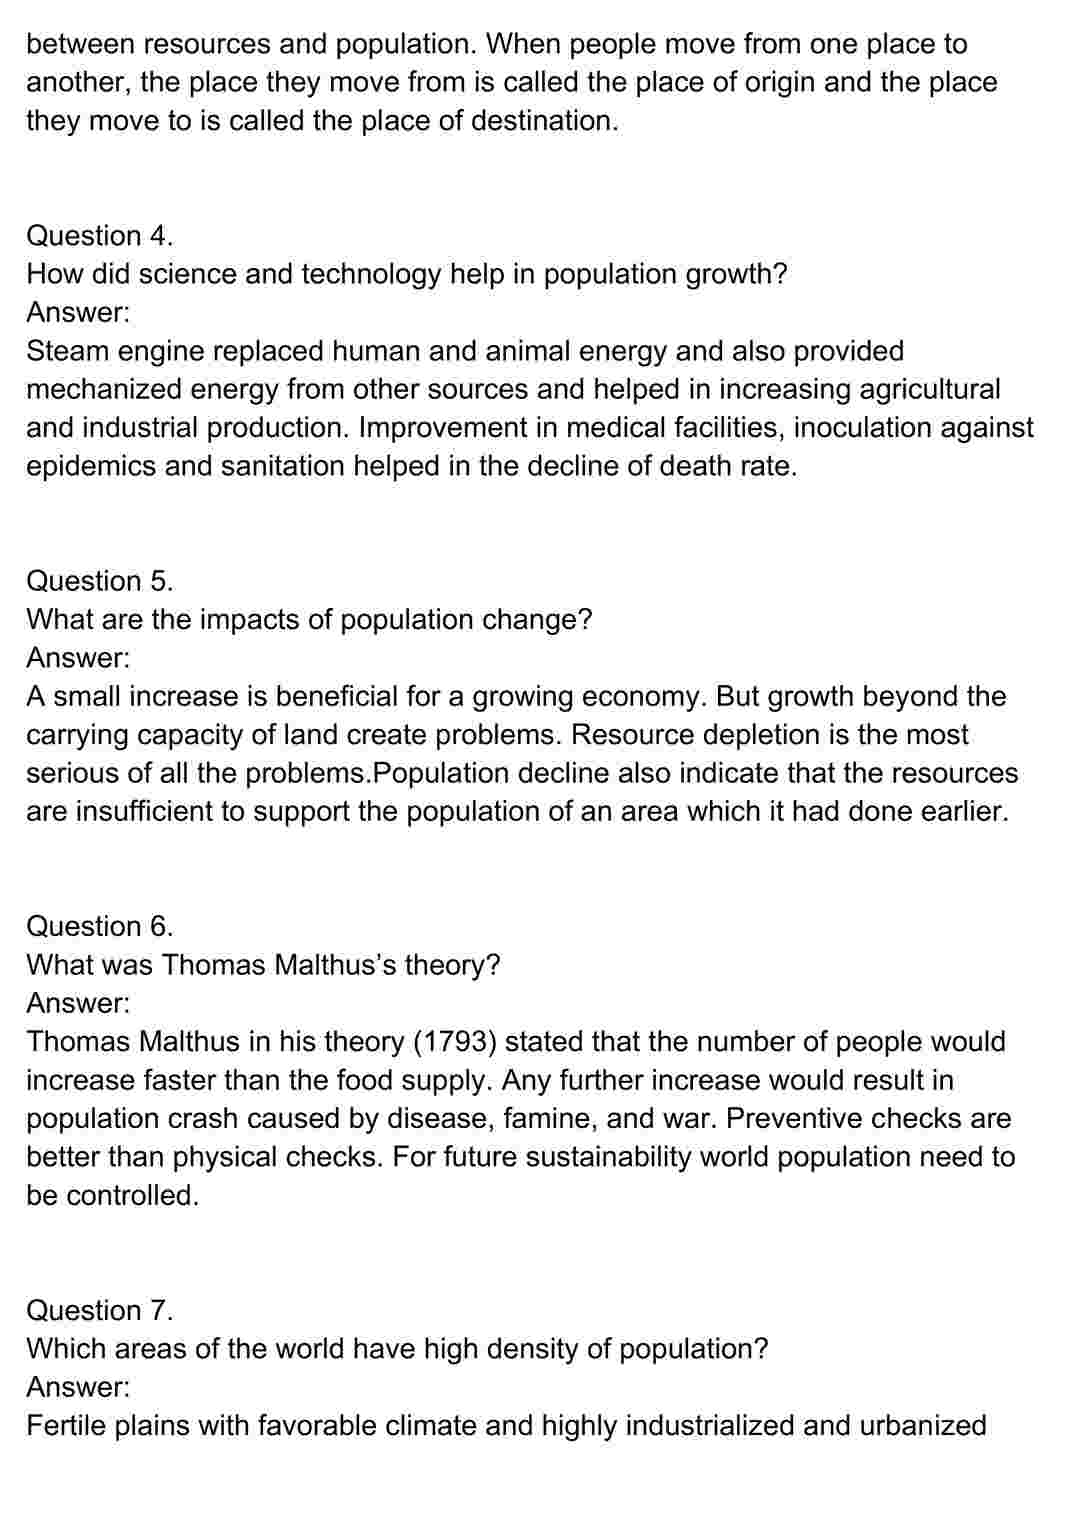 between resources and population. When people move from one place to
another, the place they move from is called the place of origin and the place
they move to is called the place of destination.
Question 4.
How did science and technology help in population growth?
Answer:
Steam engine replaced human and animal energy and also provided
mechanized energy from other sources and helped in increasing agricultural
and industrial production. Improvement in medical facilities, inoculation against
epidemics and sanitation helped in the decline of death rate.
Question 5.
What are the impacts of population change?
Answer:
A small increase is beneficial for a growing economy. But growth beyond the
carrying capacity of land create problems. Resource depletion is the most
serious of all the problems.Population decline also indicate that the resources
are insufficient to support the population of an area which it had done earlier.
Question 6.
What was Thomas Malthus’s theory?
Answer:
Thomas Malthus in his theory (1793) stated that the number of people would
increase faster than the food supply. Any further increase would result in
population crash caused by disease, famine, and war. Preventive checks are
better than physical checks. For future sustainability world population need to
be controlled.
Question 7.
Which areas of the world have high density of population?
Answer:
Fertile plains with favorable climate and highly industrialized and urbanized